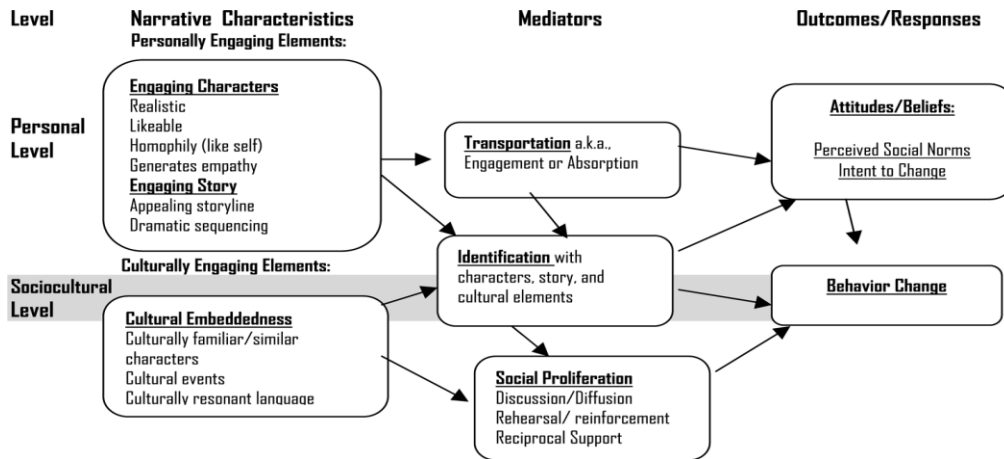 Level
Narrative Characteristics
Mediators
Outcomes/Responses
Personally Engaging Elements:
Personal
Level
Engaging Characters
Realistic
Likeable
Homophily (like self)
Generates empathy
Engaging Story
Appealing storyline
Dramatic sequencing
Transportation a.k.a.,
Engagement or Absorption
Attitudes/Beliefs:
Perceived Social Norms
Intent to Change
Identification with
characters, story, and
cultural elements
Culturally Engaging Elements:
Sociocultural
Level
Cultural Embeddedness
Culturally familiar/similar
characters
Cultural events
Culturally resonant language
Behavior Change
Social Proliferation
Discussion/Diffusion
Rehearsal/ reinforcement
Reciprocal Support